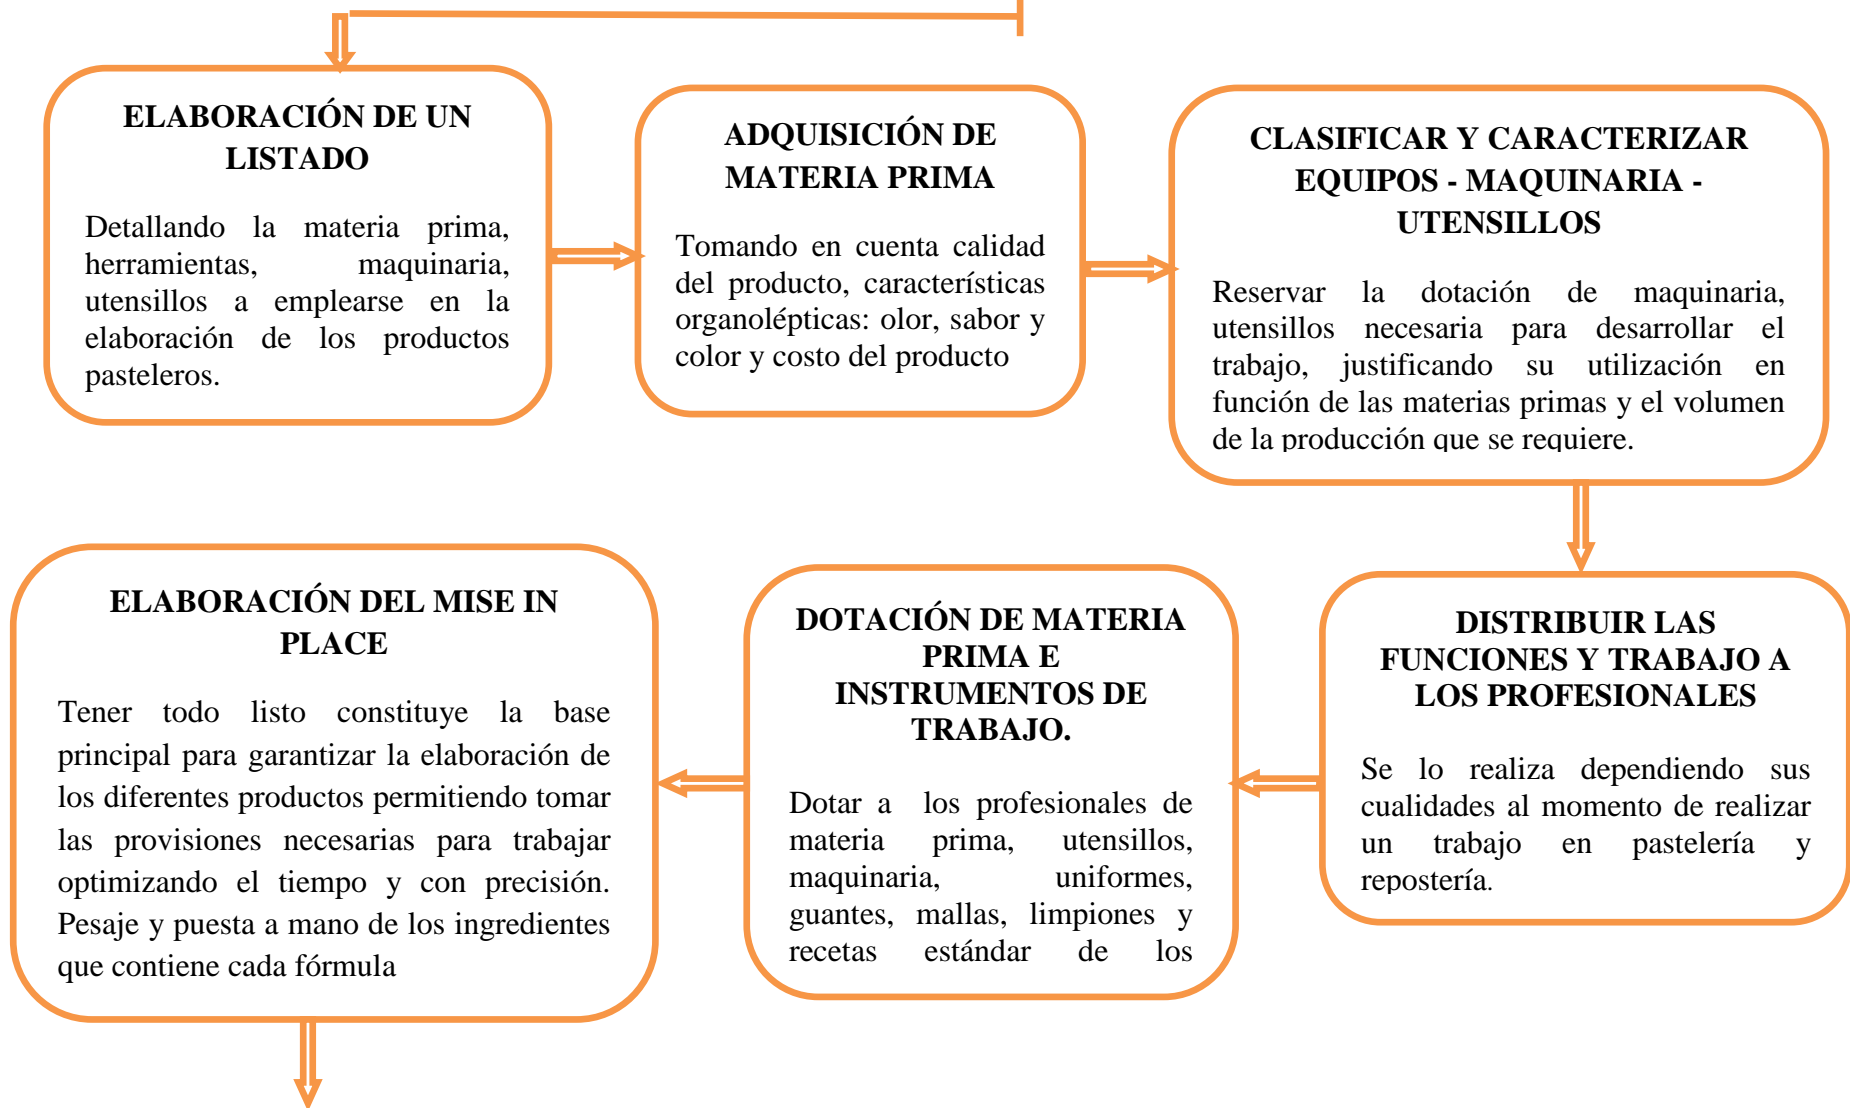 ELABORACIÓN DE UN
LISTADO
Detallando la materia prima,
herramientas, maquinaria,
utensillos a emplearse en la
elaboración de los productos
pasteleros.
ADQUISICIÓN DE
MATERIA PRIMA
Tomando en cuenta calidad
del producto, características
organolépticas: olor, sabor y
color y costo del producto
CLASIFICAR Y CARACTERIZAR
EQUIPOS - MAQUINARIA -
UTENSILLOS
Reservar la dotación de maquinaria,
utensillos necesaria para desarrollar el
trabajo, justificando su utilización en
función de las materias primas y el volumen
de la producción que se requiere.
DISTRIBUIR LAS
FUNCIONES Y TRABAJO A
LOS PROFESIONALES
Se lo realiza dependiendo sus
cualidades al momento de realizar
un trabajo en pastelería y
repostería.
DOTACIÓN DE MATERIA
PRIMA E
INSTRUMENTOS DE
TRABAJO.
Dotar a los profesionales de
materia prima, utensillos,
maquinaria, uniformes,
guantes, mallas, limpiones y
recetas estándar de los
ELABORACIÓN DEL MISE IN
PLACE
Tener todo listo constituye la base
principal para garantizar la elaboración de
los diferentes productos permitiendo tomar
las provisiones necesarias para trabajar
optimizando el tiempo y con precisión.
Pesaje y puesta a mano de los ingredientes
que contiene cada fórmula